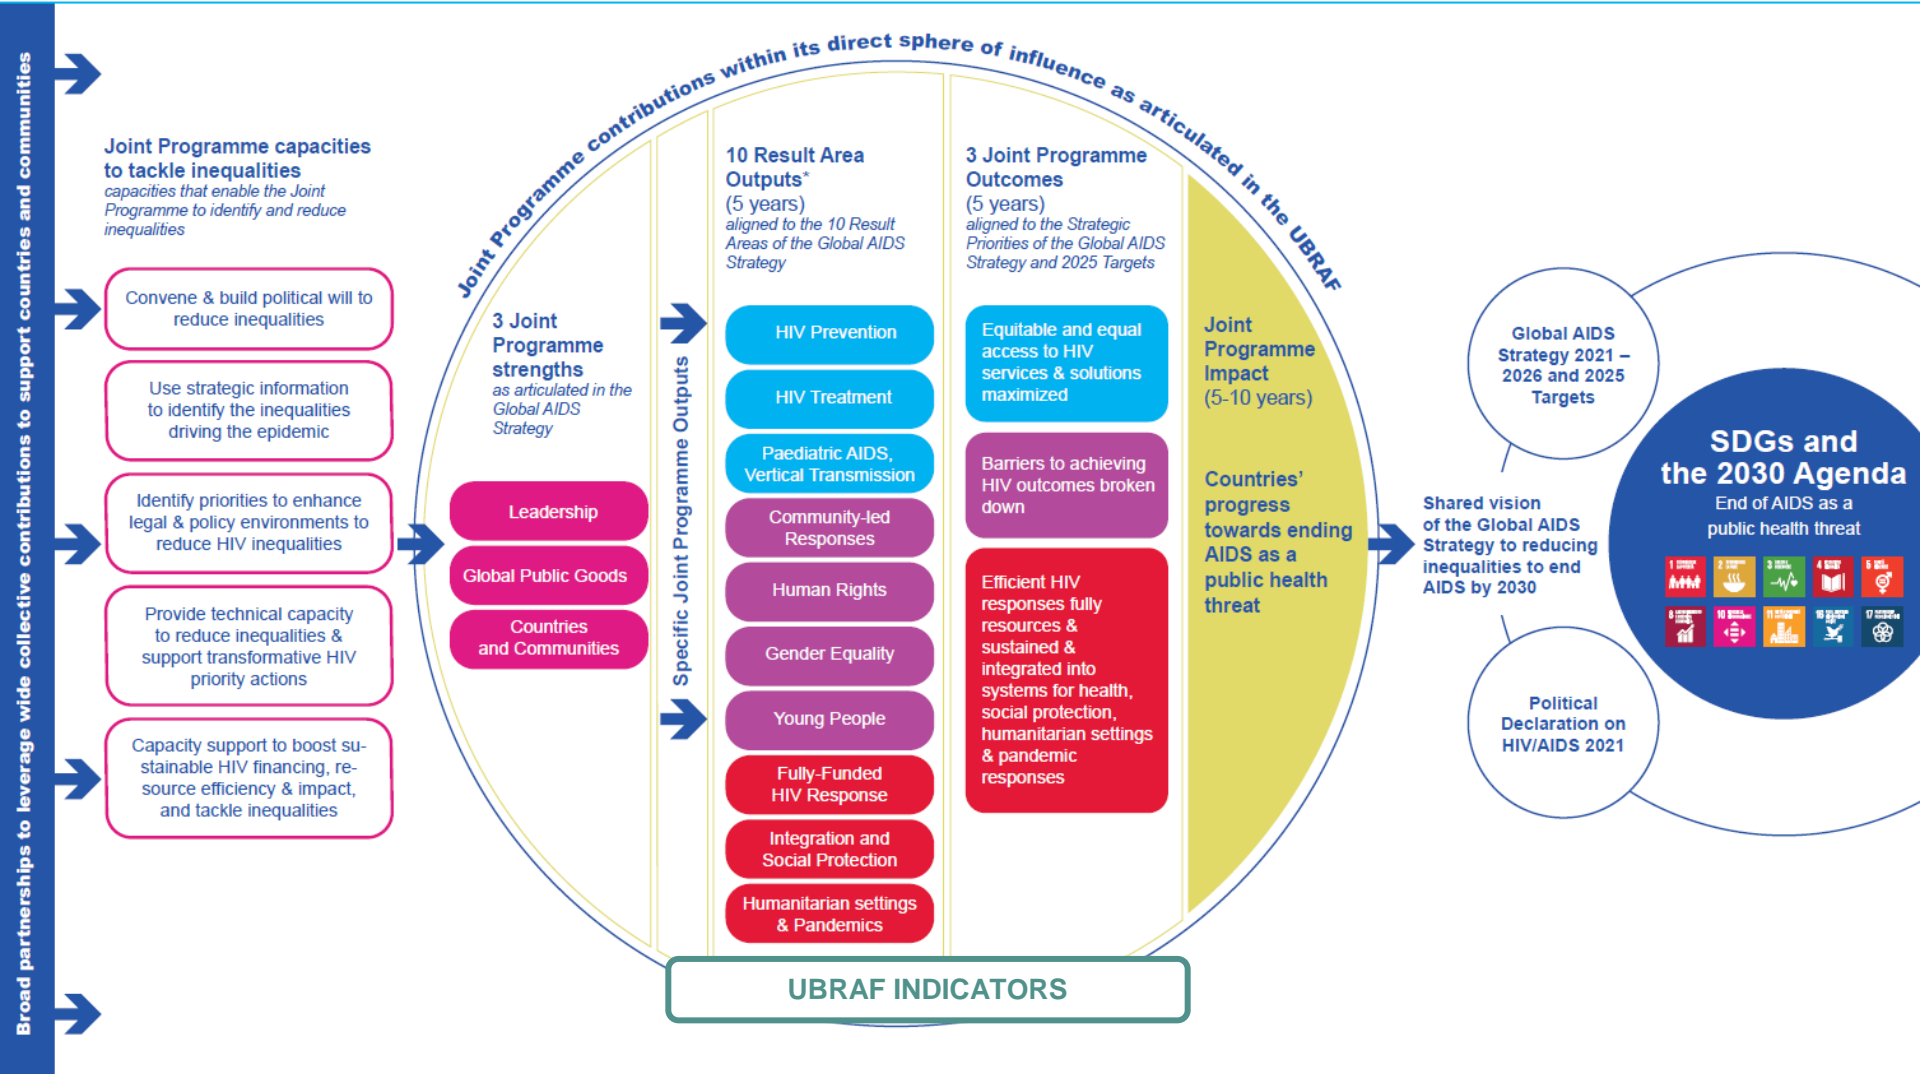 Broad partnerships to leverage wide collective contributions to support countries and communities
Joint Programme capacities
to tackle inequalities
capacities that enable the Joint
Programme to identify and reduce
inequalities
Convene & build political will to
reduce inequalities
Use strategic information
to identify the inequalities
driving the epidemic
Identify priorities to enhance
legal & policy environments to
reduce HIV inequalities
Provide technical capacity
to reduce inequalities &
support transformative HIV
priority actions
Capacity support to boost su-
stainable HIV financing, re-
source efficiency & impact,
and tackle inequalities
Joint Programme contributions within its direct sphere of influence as articulated in the UBRAF
3 Joint
Programme
strengths
as articulated in the
Global AIDS
Strategy
Leadership
Global Public Goods
Countries
and Communities
Specific Joint Programme Outputs
10 Result Area
Outputs*
(5 years)
aligned to the 10 Result
Areas of the Global AIDS
Strategy
HIV Prevention
HIV Treatment
Paediatric AIDS,
Vertical Transmission
Community-led
Responses
Human Rights
Gender Equality
Young People
Fully-Funded
HIV Response
Integration and
Social Protection
Humanitarian settings
& Pandemics
3 Joint Programme
Outcomes
(5 years)
aligned to the Strategic
Priorities of the Global AIDS
Strategy and 2025 Targets
Equitable and equal
access to HIV
services & solutions
maximized
Barriers to achieving
HIV outcomes broken
down
Efficient HIV
responses fully
resources &
sustained &
integrated into
systems for health,
social protection,
humanitarian settings
& pandemic
responses
Joint
Programme
Impact
(5-10 years)
Countries'
progress
towards ending
AIDS as a
public health
threat
UBRAF INDICATORS
Global AIDS
Strategy 2021 –
2026 and 2025
Targets
Shared vision
of the Global AIDS
Strategy to reducing
inequalities to end
AIDS by 2030
Political
Declaration on
HIV/AIDS 2021
SDGs and
the 2030 Agenda
End of AIDS as a
public health threat
1
2
3
4
5
8
10
11
16
17